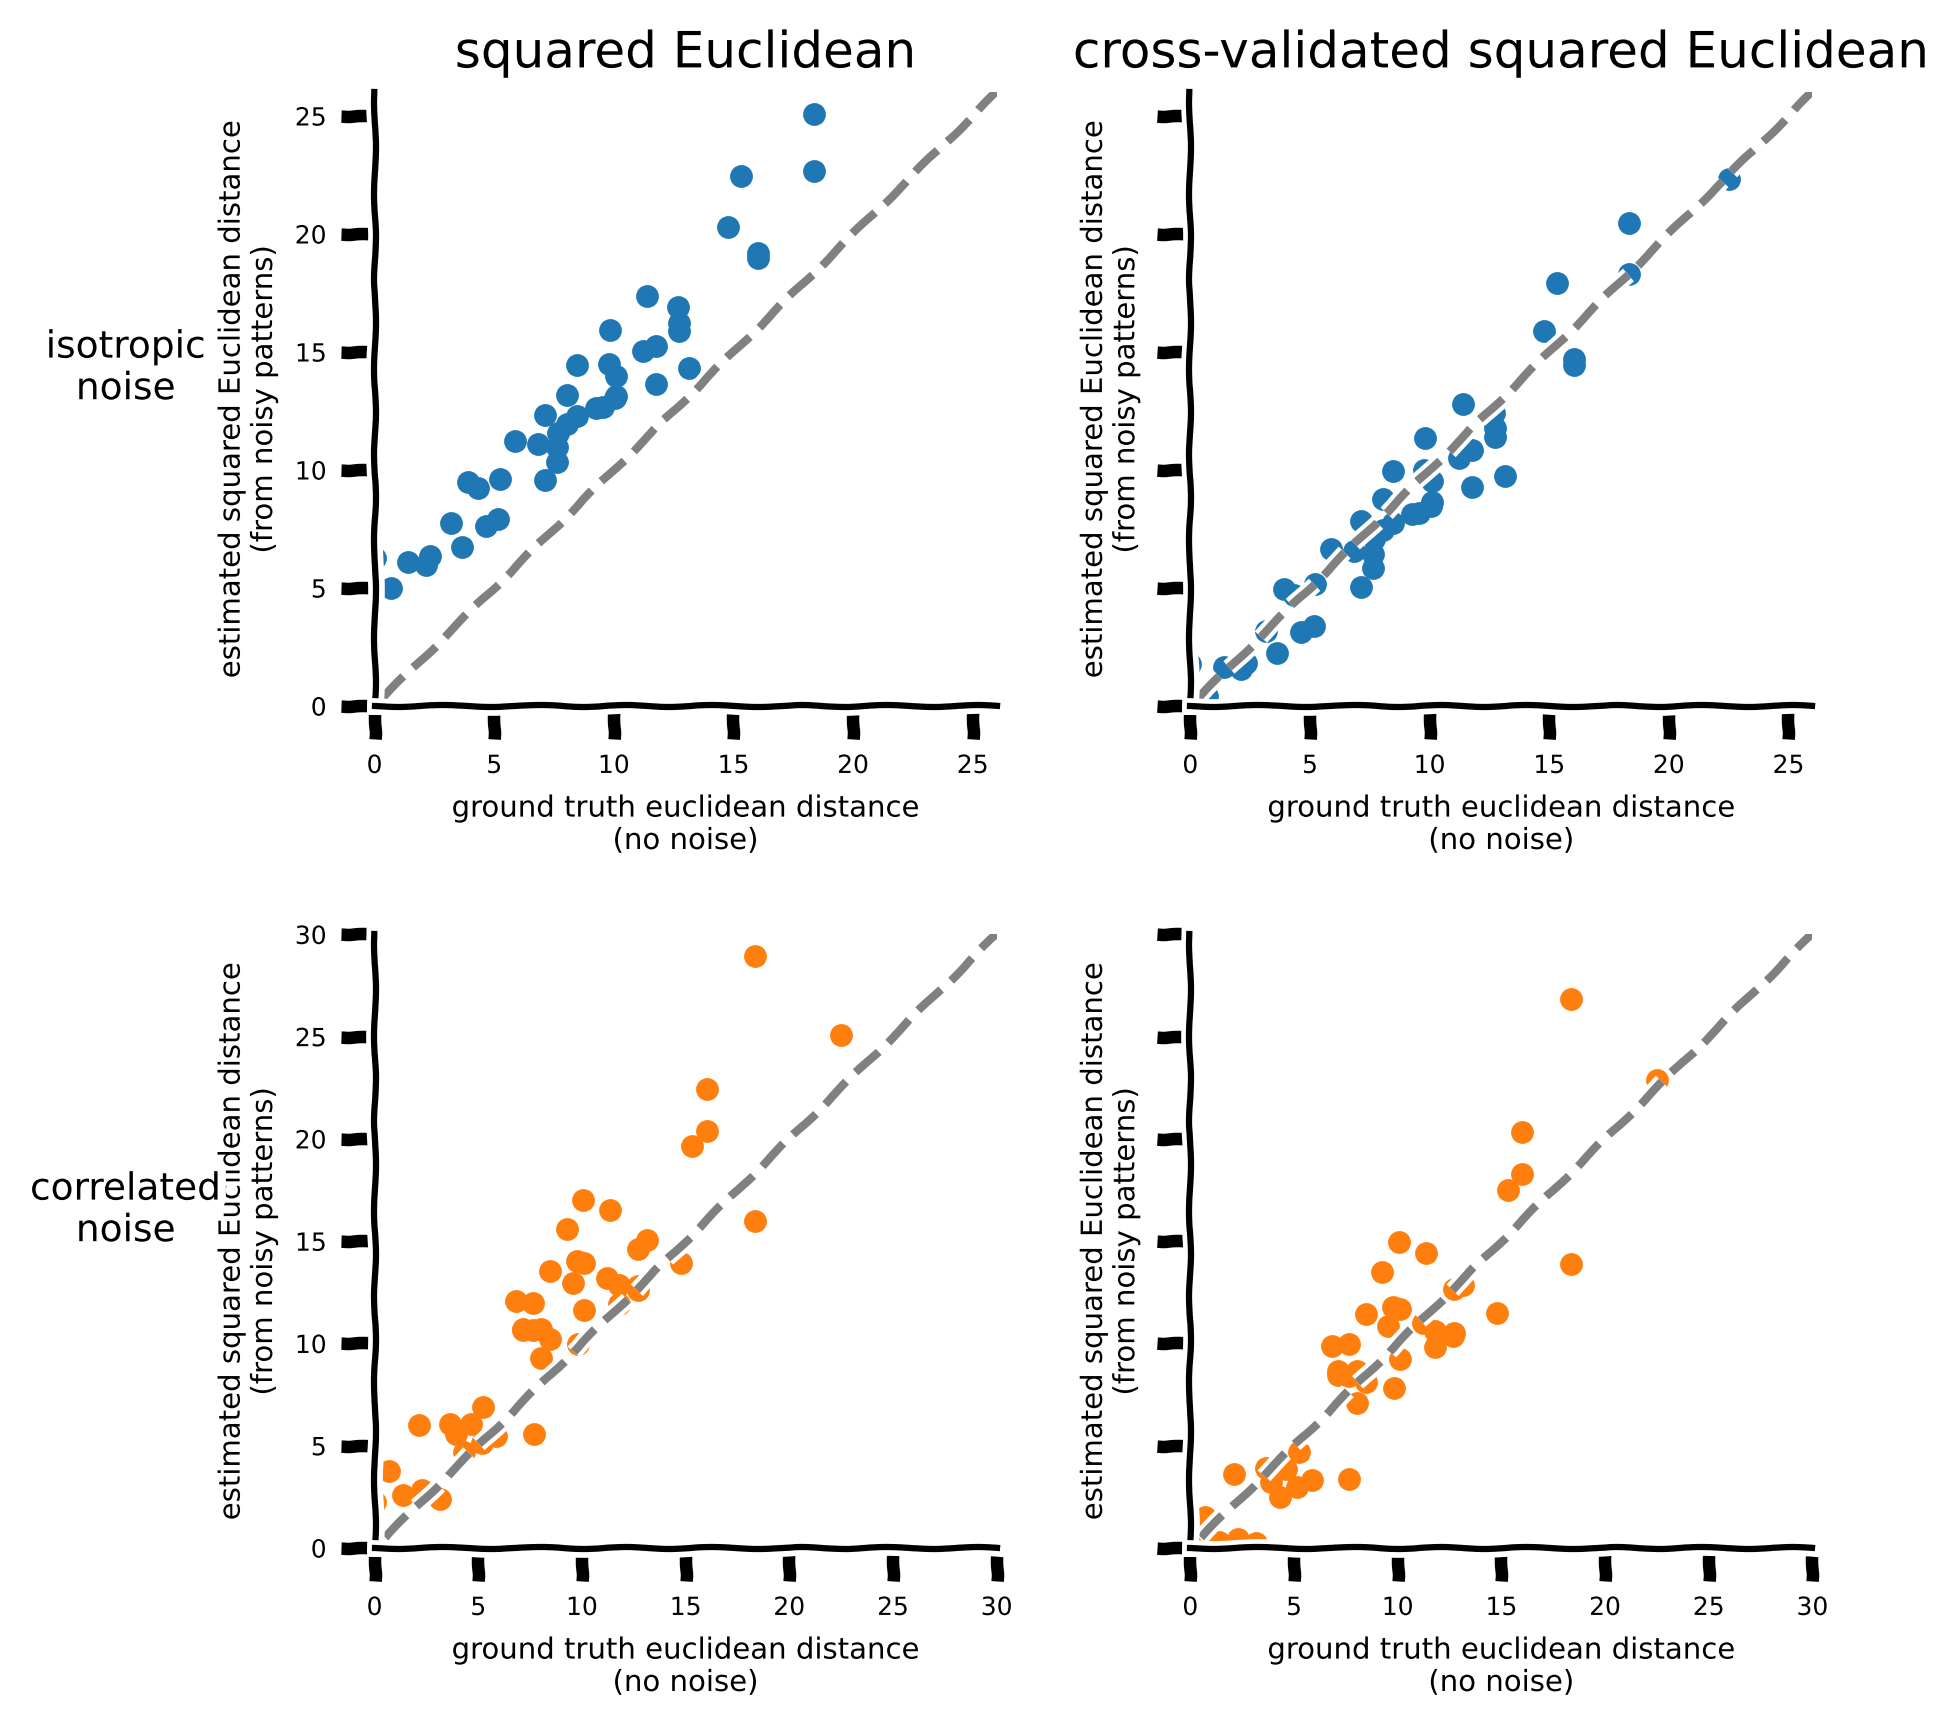 squared Euclidean
cross-validated squared Euclidean
isotropic
noise
estimated squared Euclidean distance
(from noisy patterns)
25
20
15
10
5
0
0 5 10 15 20 25
ground truth euclidean distance
(no noise)
estimated squared Euclidean distance
(from noisy patterns)
0 5 10 15 20 25
ground truth euclidean distance
(no noise)
correlated
noise
estimated squared Euclidean distance
(from noisy patterns)
30
25
20
15
10
5
0
0 5 10 15 20 25 30
ground truth euclidean distance
(no noise)
estimated squared Euclidean distance
(from noisy patterns)
0 5 10 15 20 25 30
ground truth euclidean distance
(no noise)